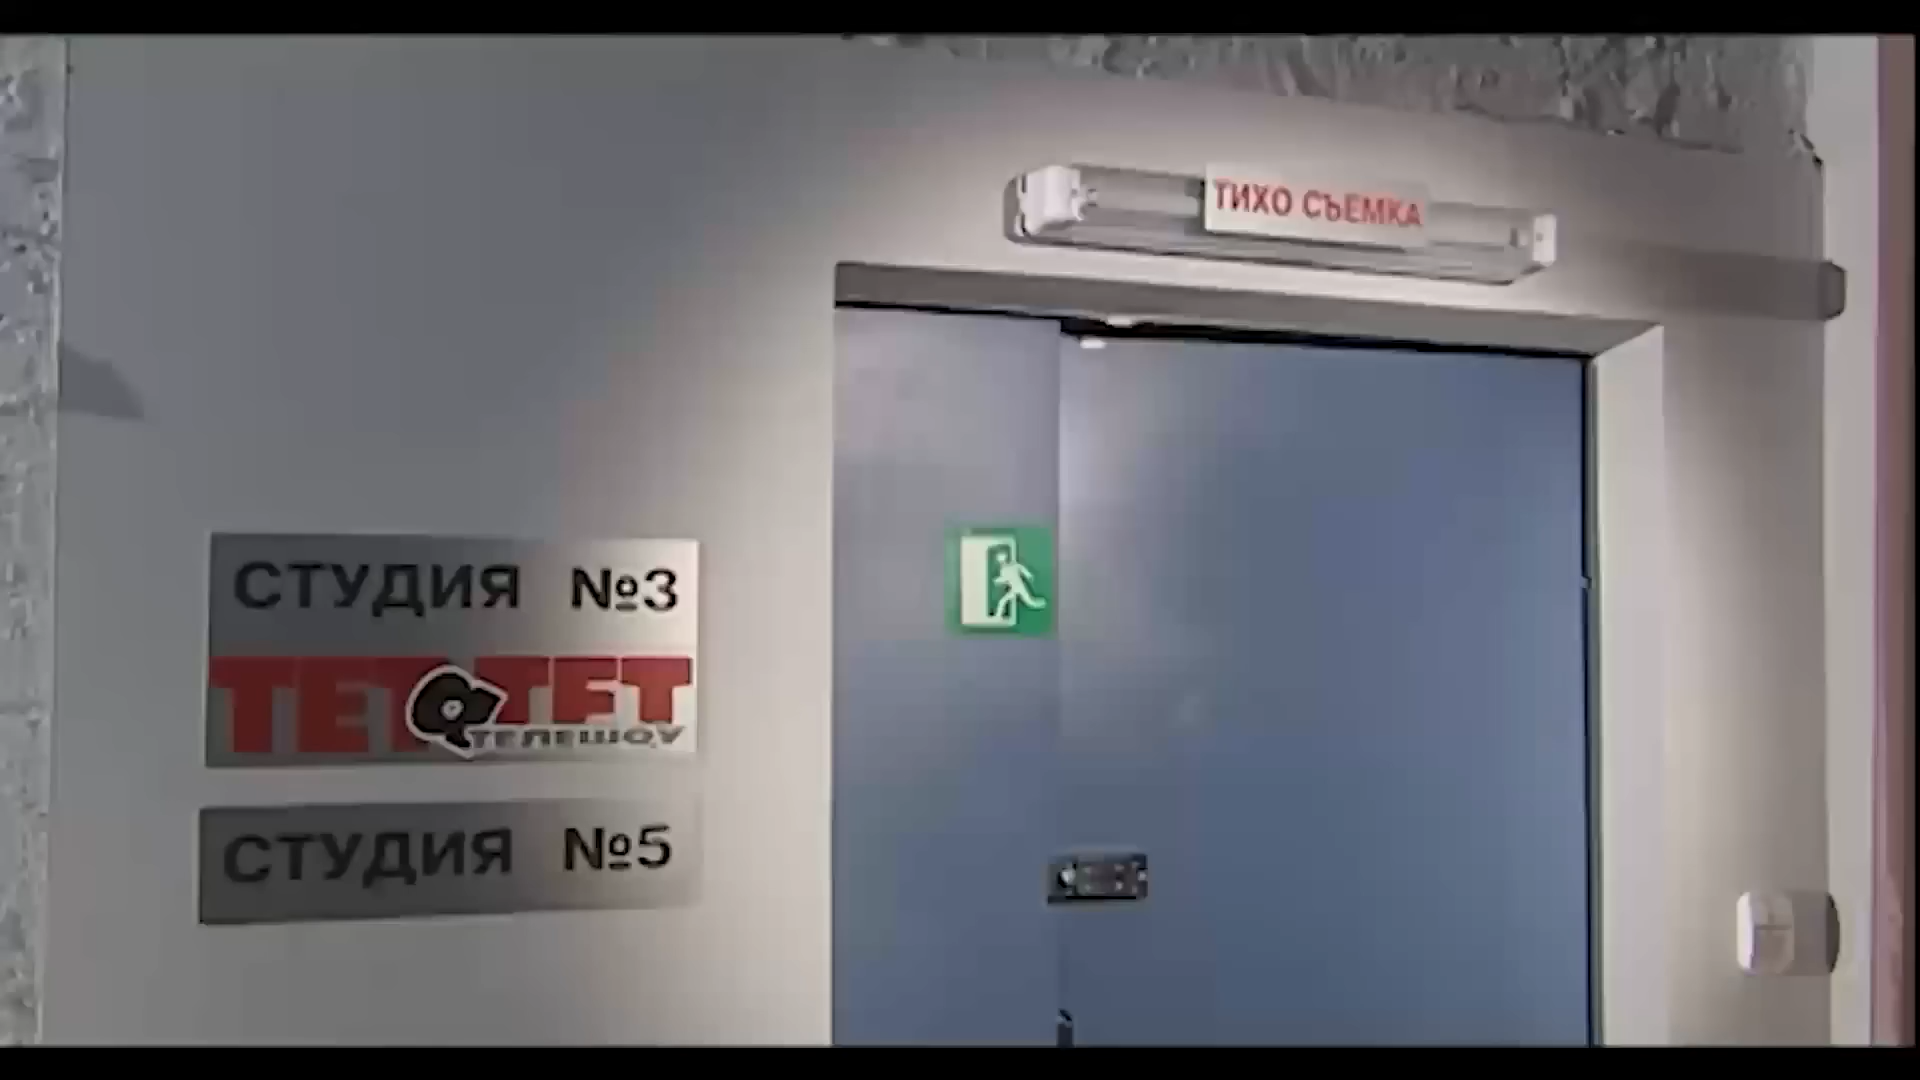 ТИХО СЪЕМКА
СТУДИЯ №3
ТЕТ-А-ТЕТ
ТЕЛЕШОУ
СТУДИЯ №5